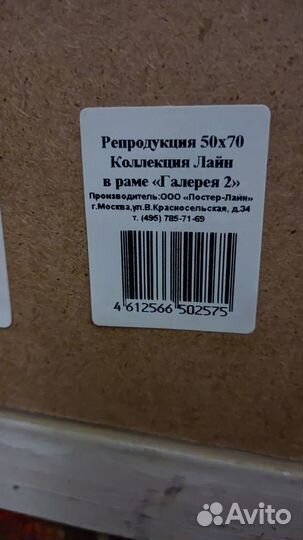 Репродукция 50х70
Коллекция Лайн
в раме «Галерея 2»
Производитель:ООО «Постер-Лайн»
г.Москва,ул.В.Красносельская, д.34
т. (495) 785-71-69
4 612566 502575
Avito